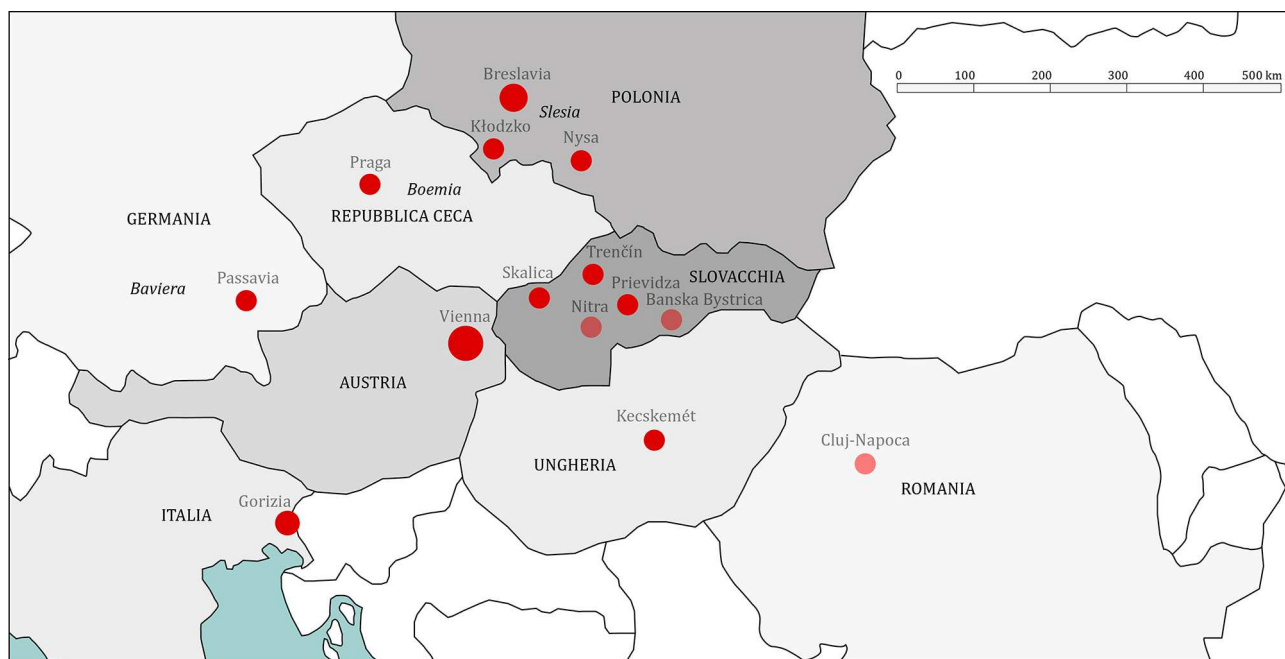 0 100 200 300 400 500 km
Breslavia
POLONIA
Slesia
Kłodzko
Nysa
Praga
Boemia
GERMANIA
REPUBBLICA CECA
Trenčín
Skalica
SLOVACCHIA
Passavia
Baviera
Prievidza
Nitra
Banska Bystrica
Vienna
AUSTRIA
Kecskemét
Cluj-Napoca
UNGHERIA
ROMANIA
Gorizia
ITALIA